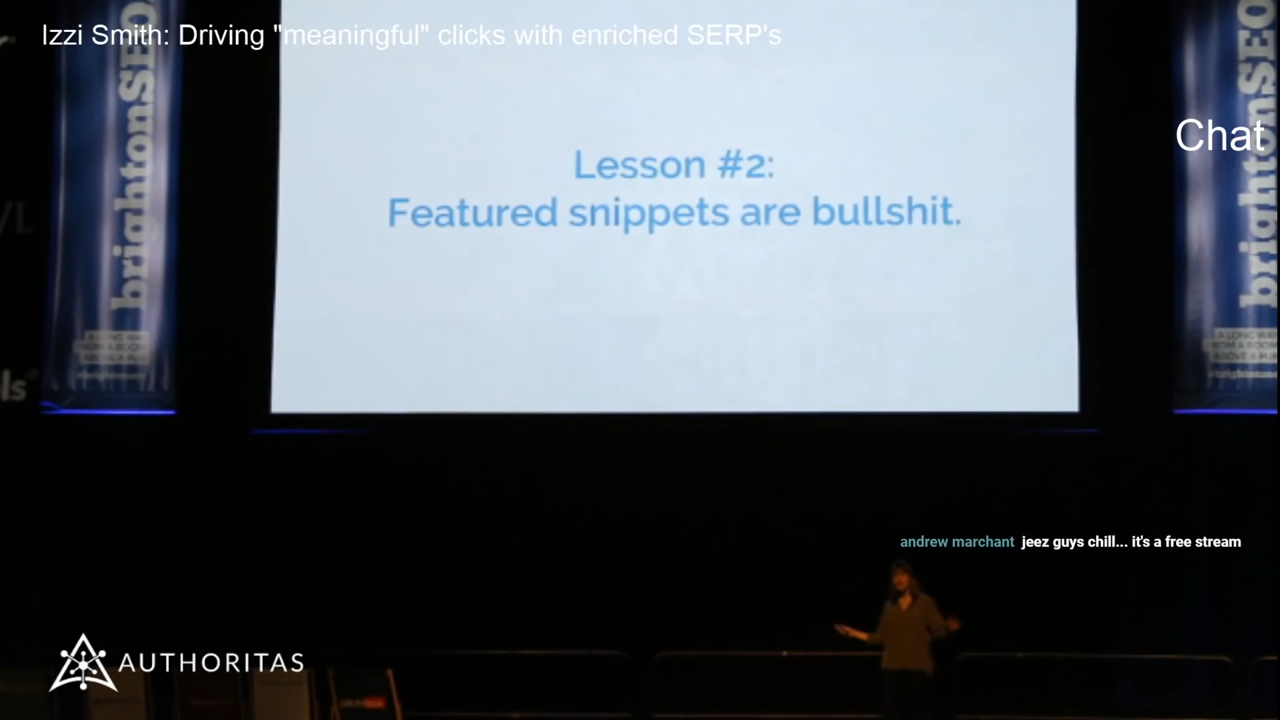 Izzi Smith: Driving "meaningful" clicks with enriched SERP's
brightonSEO
Lesson #2:
Featured snippets are bullshit.
Chat
brightonSEO
ls
andrew marchant jeez guys chill... it's a free stream
AUTHORITAS